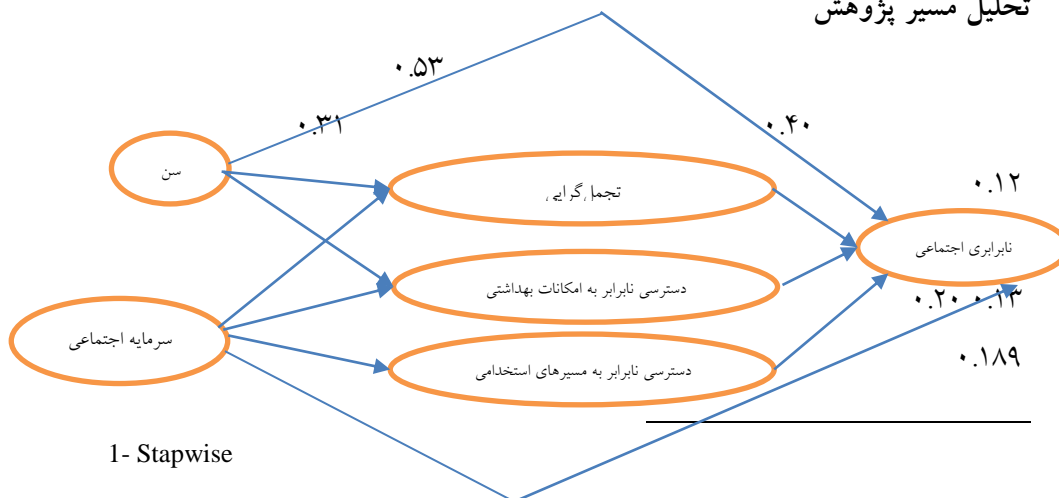 تحلیل مسیر پژوهش
۰.۵۳
۰.۳۱
۰.۴۰
سن
۰.۱۲
تجمل‌گرایی
نابرابری اجتماعی
دسترسی نابرابر به امکانات بهداشتی
۰.۲۰ ۰.۱۳
سرمایه اجتماعی
۰.۱۸۹
دسترسی نابرابر به مسیرهای استخدامی
1- Stapwise